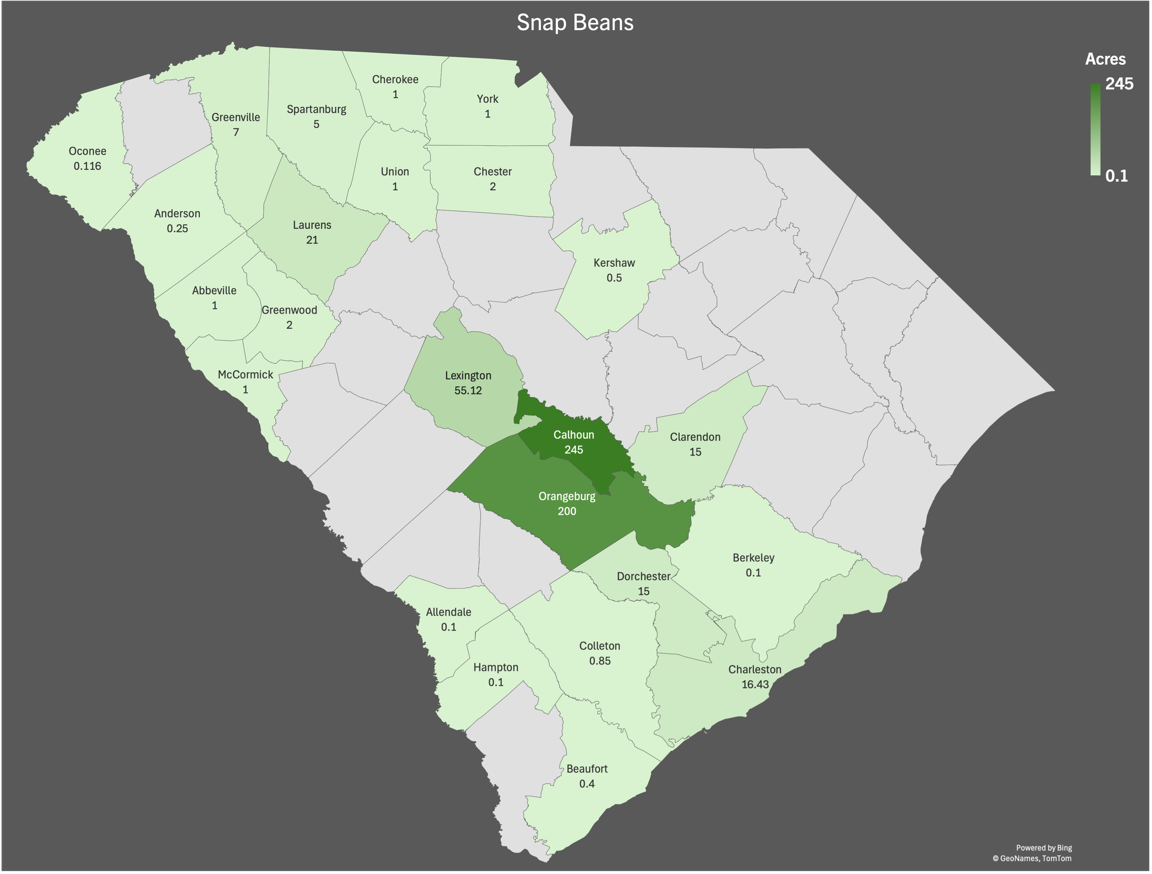 Snap Beans
Acres
245
0.1
Cherokee
1
York
1
Greenville
7
Spartanburg
5
Oconee
0.116
Union
1
Chester
2
Anderson
0.25
Laurens
21
Kershaw
0.5
Abbeville
1
Greenwood
2
McCormick
1
Lexington
55.12
Calhoun
245
Clarendon
15
Orangeburg
200
Berkeley
0.1
Dorchester
15
Allendale
0.1
Colleton
0.85
Hampton
0.1
Charleston
16.43
Beaufort
0.4
Powered by Bing
© GeoNames, TomTom